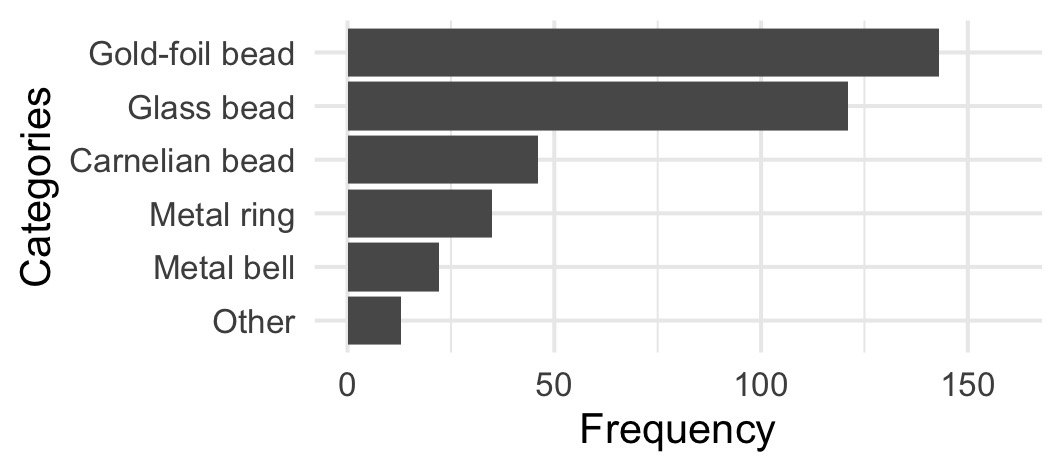 Categories
Gold-foil bead
Glass bead
Carnelian bead
Metal ring
Metal bell
Other
0 50 100 150
Frequency